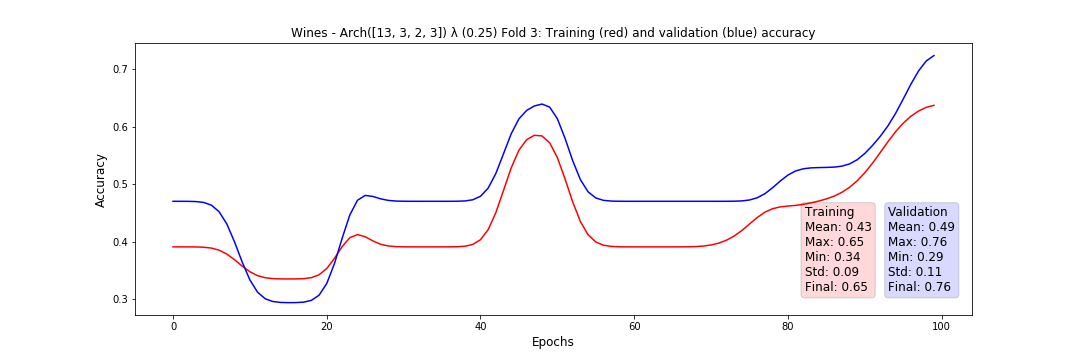 Wines - Arch([13, 3, 2, 3]) λ (0.25) Fold 3: Training (red) and validation (blue) accuracy
Accuracy
0.7
0.6
0.5
0.4
0.3
Training
Mean: 0.43
Max: 0.65
Min: 0.34
Std: 0.09
Final: 0.65
Validation
Mean: 0.49
Max: 0.76
Min: 0.29
Std: 0.11
Final: 0.76
0 20 40 60 80 100
Epochs